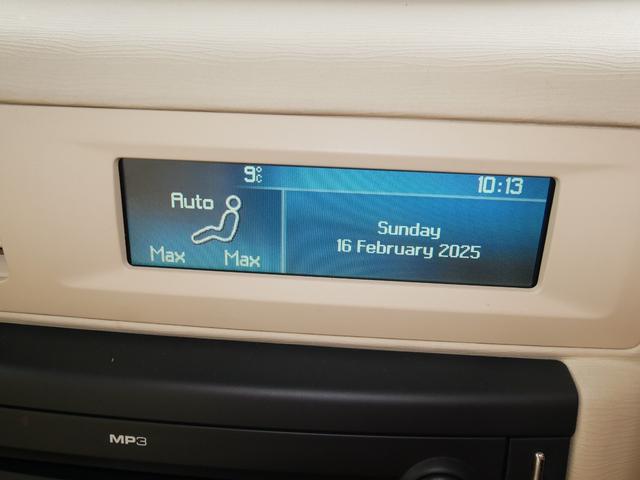 9°C
10:13
Auto
Sunday
16 February 2025
Max Max
MP3